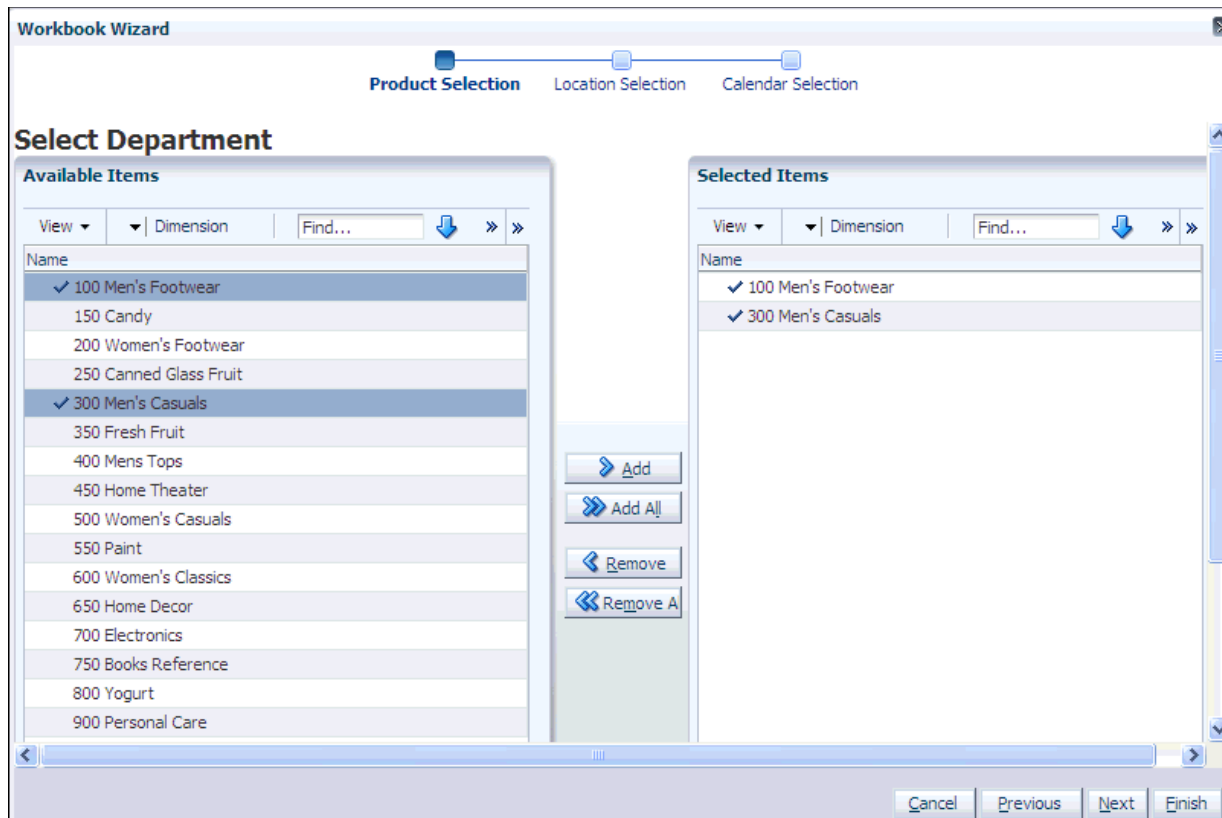 Workbook Wizard
Product Selection
Location Selection
Calendar Selection
Select Department
Available Items
View
Dimension
Find...
Name
100 Men's Footwear
150 Candy
200 Women's Footwear
250 Canned Glass Fruit
300 Men's Casuals
350 Fresh Fruit
400 Mens Tops
450 Home Theater
500 Women's Casuals
550 Paint
600 Women's Classics
650 Home Decor
700 Electronics
750 Books Reference
800 Yogurt
900 Personal Care
Add
Add All
Remove
Remove A
Selected Items
View
Dimension
Find...
Name
100 Men's Footwear
300 Men's Casuals
Cancel
Previous
Next
Finish